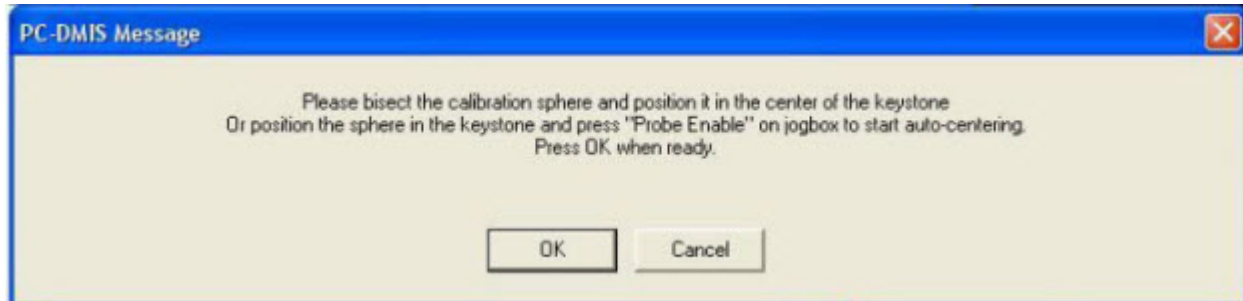 PC-DMIS Message
Please bisect the calibration sphere and position it in the center of the keystone
Or position the sphere in the keystone and press "Probe Enable" on jogbox to start auto-centering.
Press OK when ready.
OK
Cancel